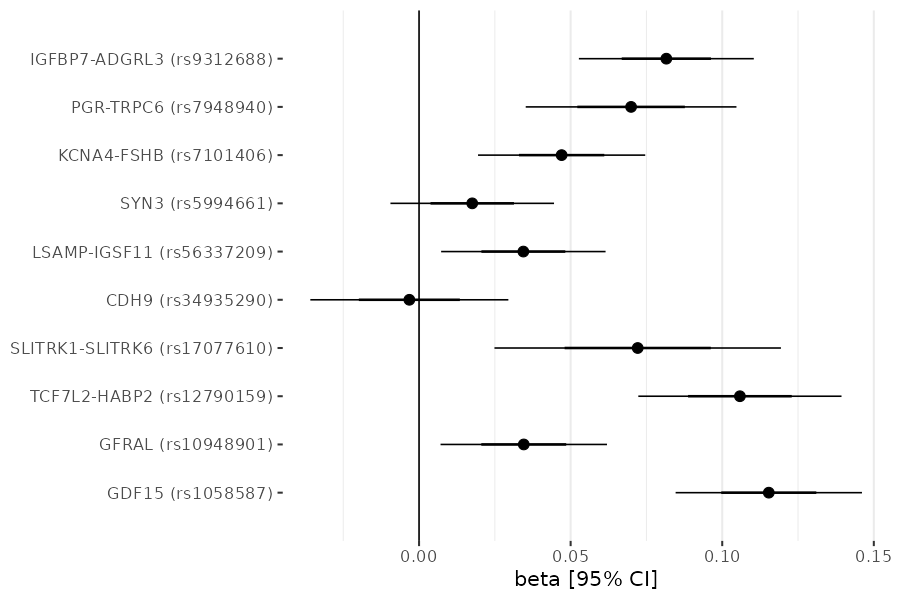 IGFBP7-ADGRL3 (rs9312688)
PGR-TRPC6 (rs7948940)
KCNA4-FSHB (rs7101406)
SYN3 (rs5994661)
LSAMP-IGSF11 (rs56337209)
CDH9 (rs34935290)
SLITRK1-SLITRK6 (rs17077610)
TCF7L2-HABP2 (rs12790159)
GFRAL (rs10948901)
GDF15 (rs1058587)
0.00 0.05 0.10 0.15
beta [95% CI]